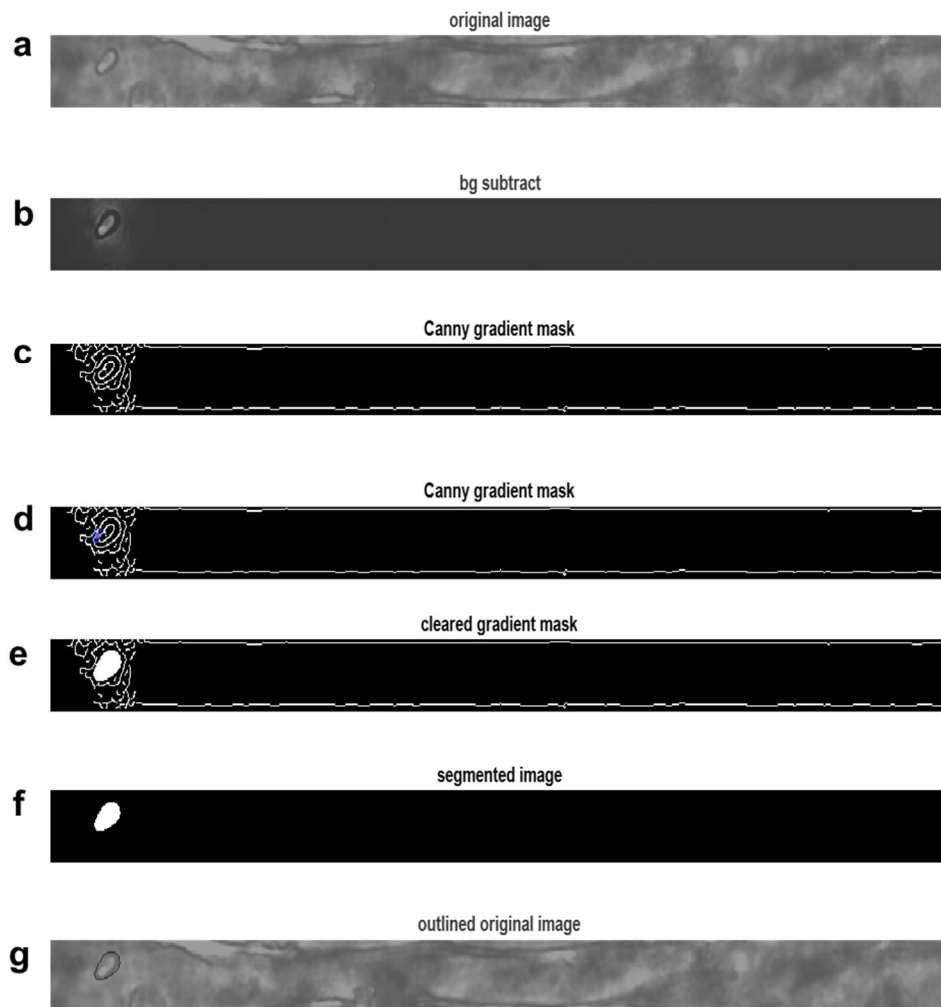 original image
a
bg subtract
b
Canny gradient mask
c
Canny gradient mask
d
cleared gradient mask
e
segmented image
f
outlined original image
g